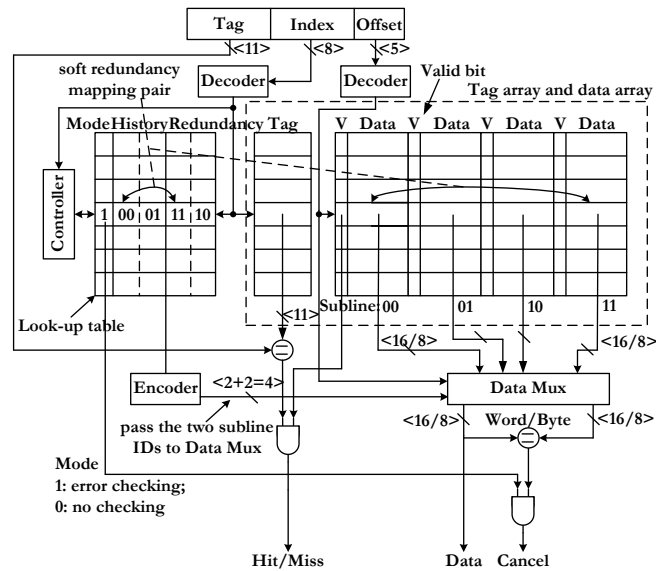 Tag Index Offset
<11> <8> <5>
soft redundancy
mapping pair
Decoder Decoder
Valid bit
Tag array and data array
Mode History Redundancy Tag V Data V Data V Data V Data
Controller
1 00 01 11 10
Subline: 00 01 10 11
Look-up table
<11>
<16/8> <16/8>
Encoder
<2+2=4>
Data Mux
pass the two subline
IDs to Data Mux
<16/8> Word/Byte <16/8>
Mode
1: error checking;
0: no checking
Hit/Miss Data Cancel